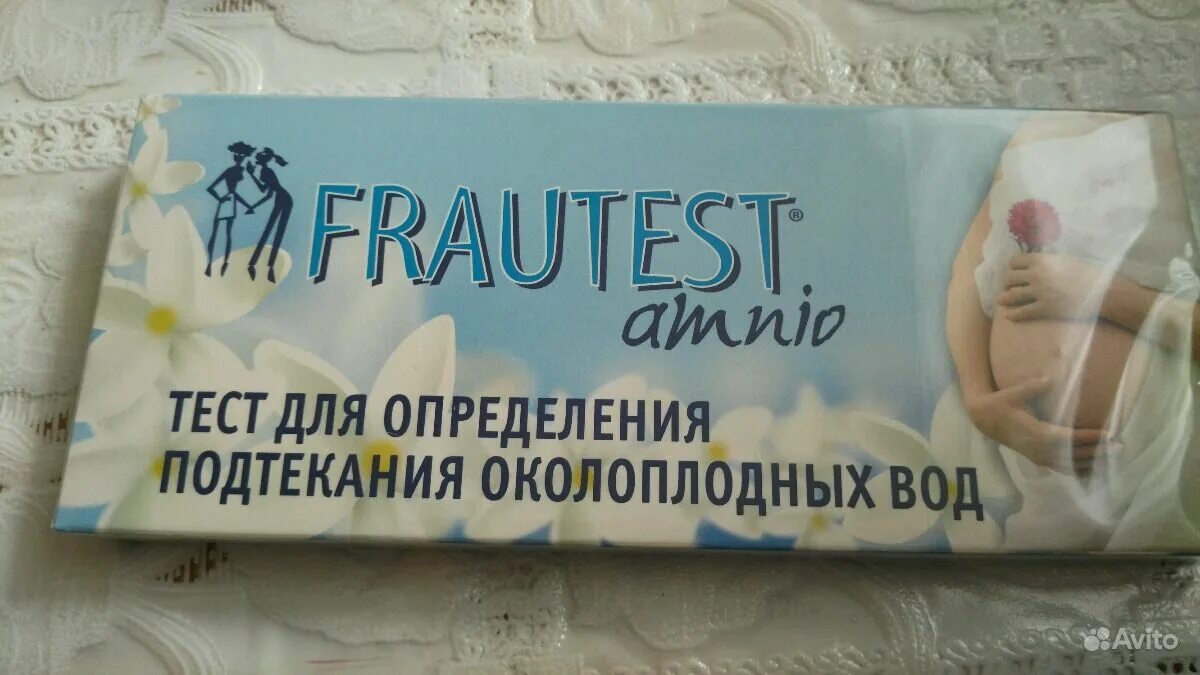 FRAUTEST®
amnio
ТЕСТ ДЛЯ ОПРЕДЕЛЕНИЯ
ПОДТЕКАНИЯ ОКОЛОПЛОДНЫХ ВОД
Avito